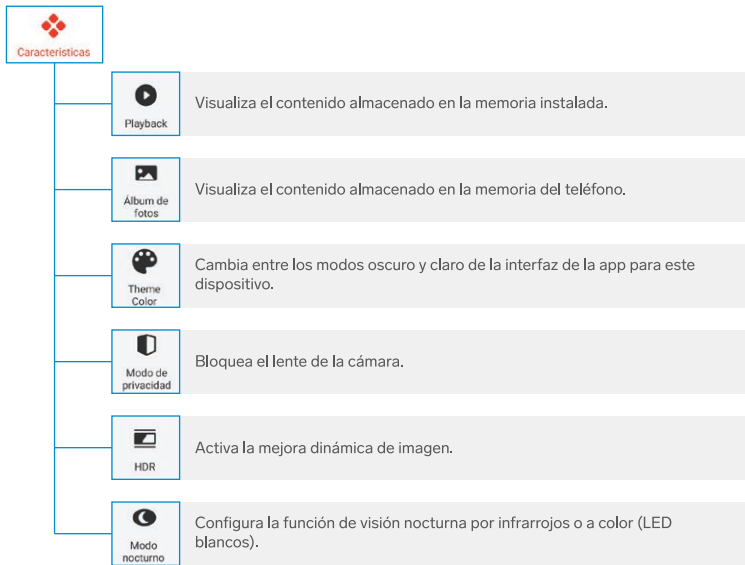 Características
Playback
Visualiza el contenido almacenado en la memoria instalada.
Álbum de
fotos
Visualiza el contenido almacenado en la memoria del teléfono.
Theme
Color
Cambia entre los modos oscuro y claro de la interfaz de la app para este
dispositivo.
Modo de
privacidad
Bloquea el lente de la cámara.
HDR
Activa la mejora dinámica de imagen.
Modo
nocturno
Configura la función de visión nocturna por infrarrojos o a color (LED
blancos).